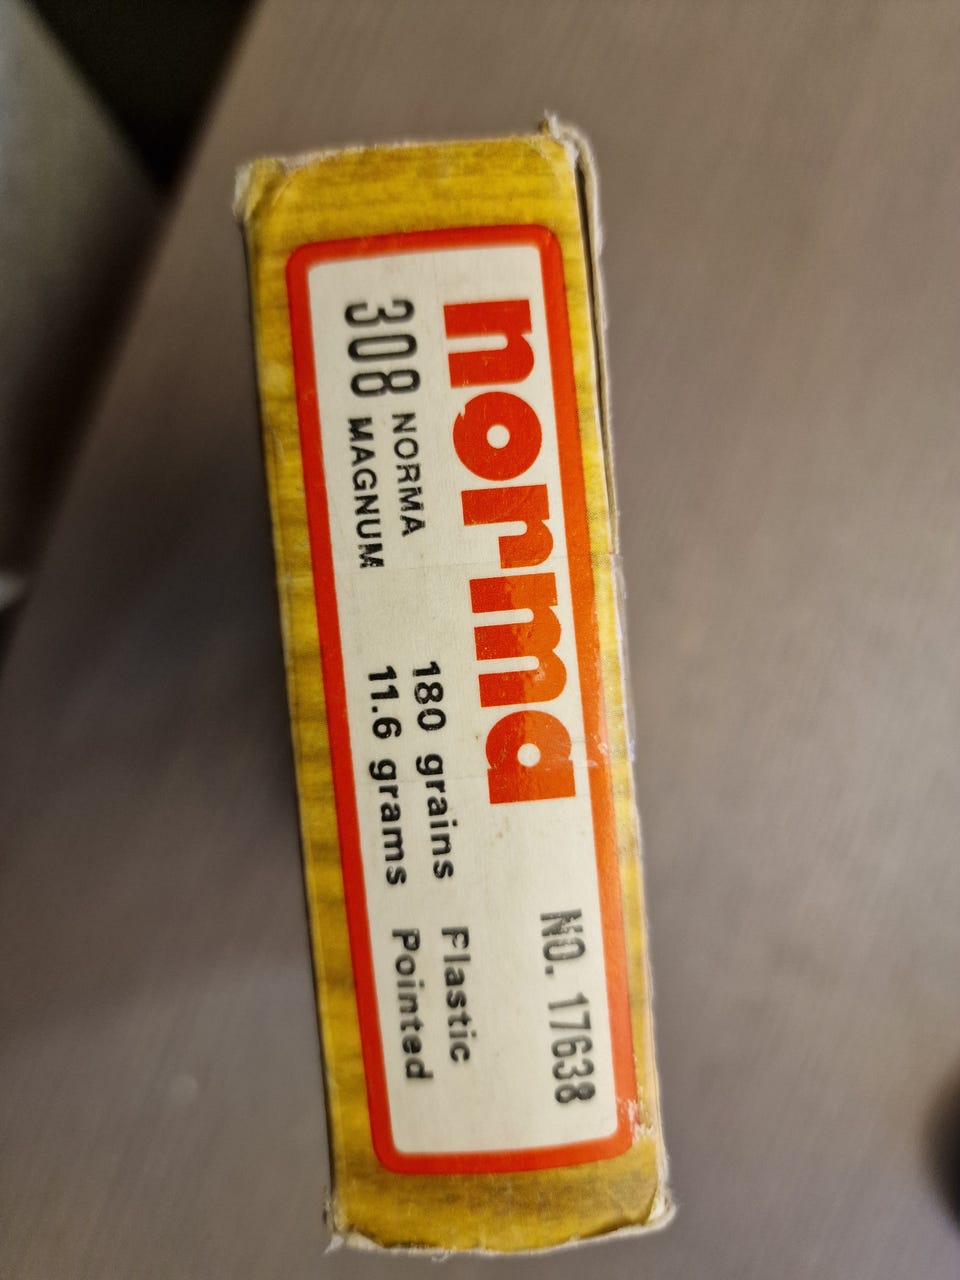 norma
NO. 17638
308 NORMA MAGNUM
180 grains
11.6 grams
Plastic
Pointed